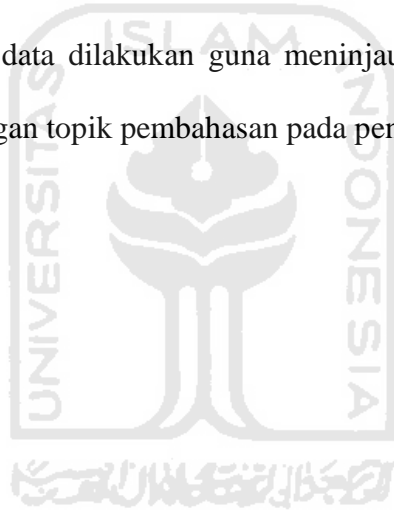 ISLAM
data dilakukan guna meninjau
gan topik pembahasan pada pen
UNIVERSITAS
INDONESIA